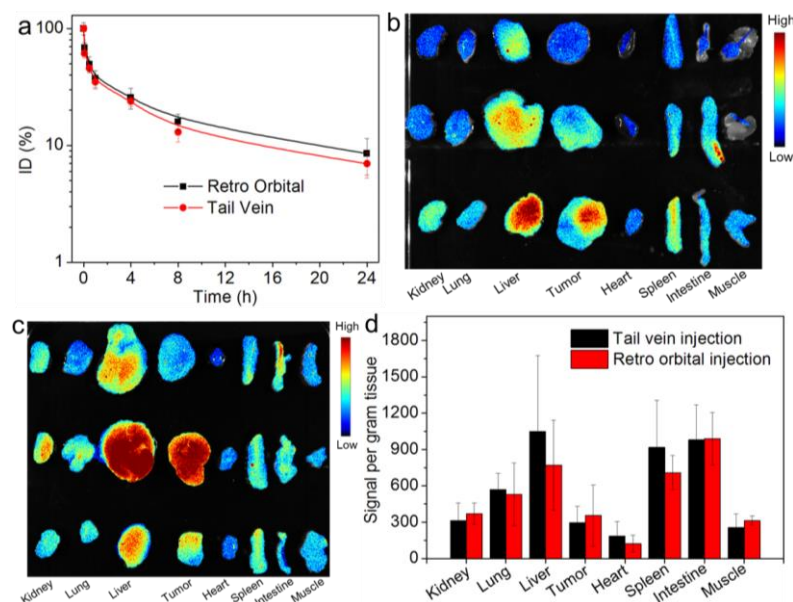 a
100
10
1
ID (%)
Retro Orbital
Tail Vein
0 4 8 12 16 20 24
Time (h)
b
High
Low
Kidney Lung Liver Tumor Heart Spleen Intestine Muscle
c
High
Low
Kidney Lung Liver Tumor Heart Spleen Intestine Muscle
d
1800
1500
1200
900
600
300
0
Signal per gram tissue
Tail vein injection
Retro orbital injection
Kidney Lung Liver Tumor Heart Spleen Intestine Muscle